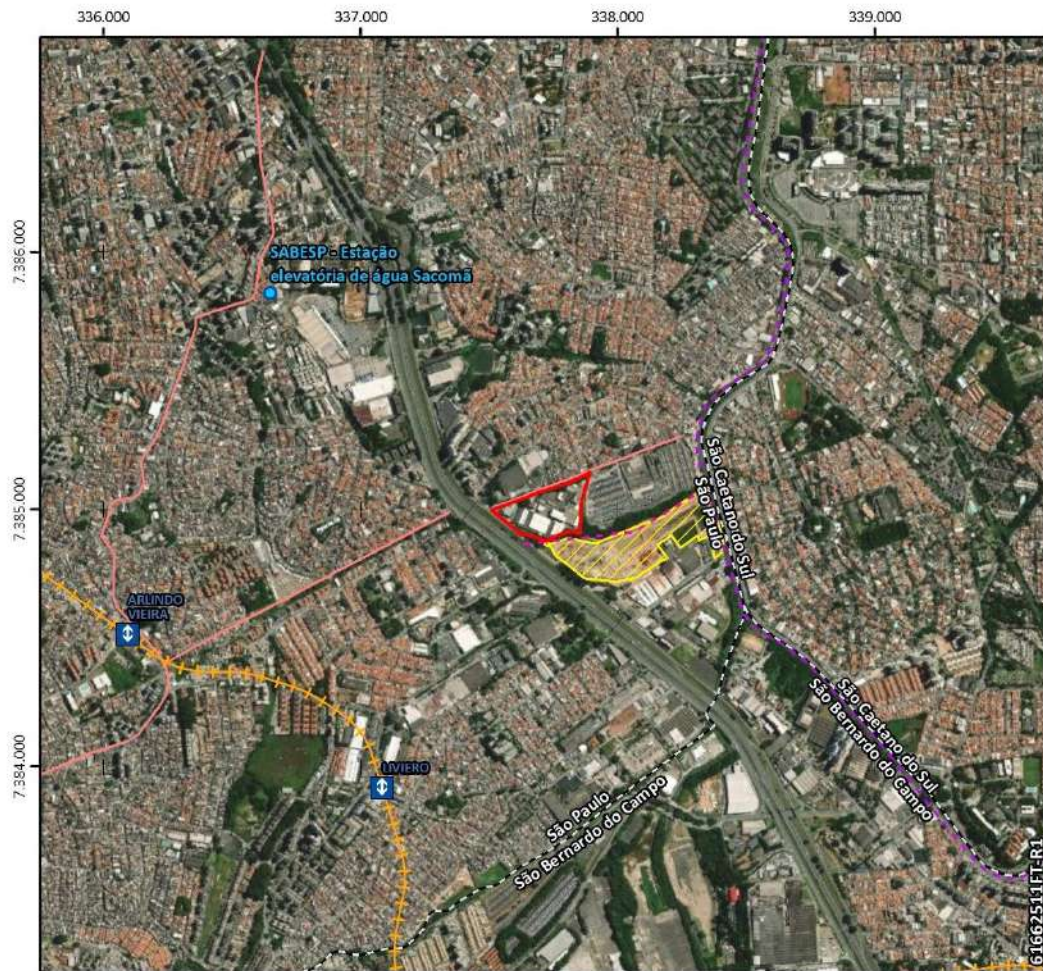 336.000
337.000
338.000
339.000
7.386.000
7.385.000
7.384.000
SABESP - Estação
elevatória de água Sacomã
São Caetano do Sul
São Paulo
ARLINDO
VIEIRA
LIVIERO
São Caetano do Sul
São Bernardo do Campo
São Paulo
São Bernardo do Campo
61662511FT-R1